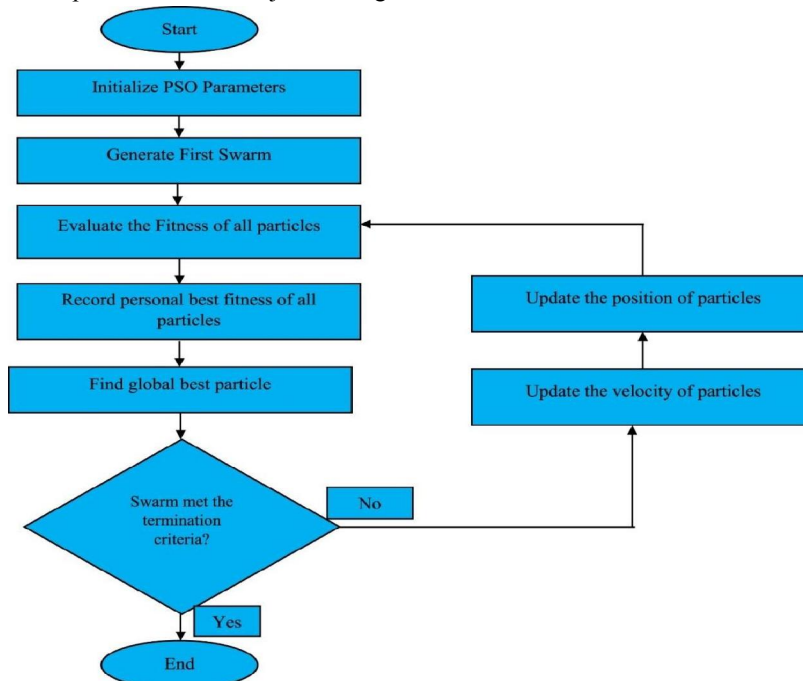 Start
Initialize PSO Parameters
Generate First Swarm
Evaluate the Fitness of all particles
Record personal best fitness of all
particles
Find global best particle
Swarm met the
termination
criteria?
No
Yes
End
Update the position of particles
Update the velocity of particles